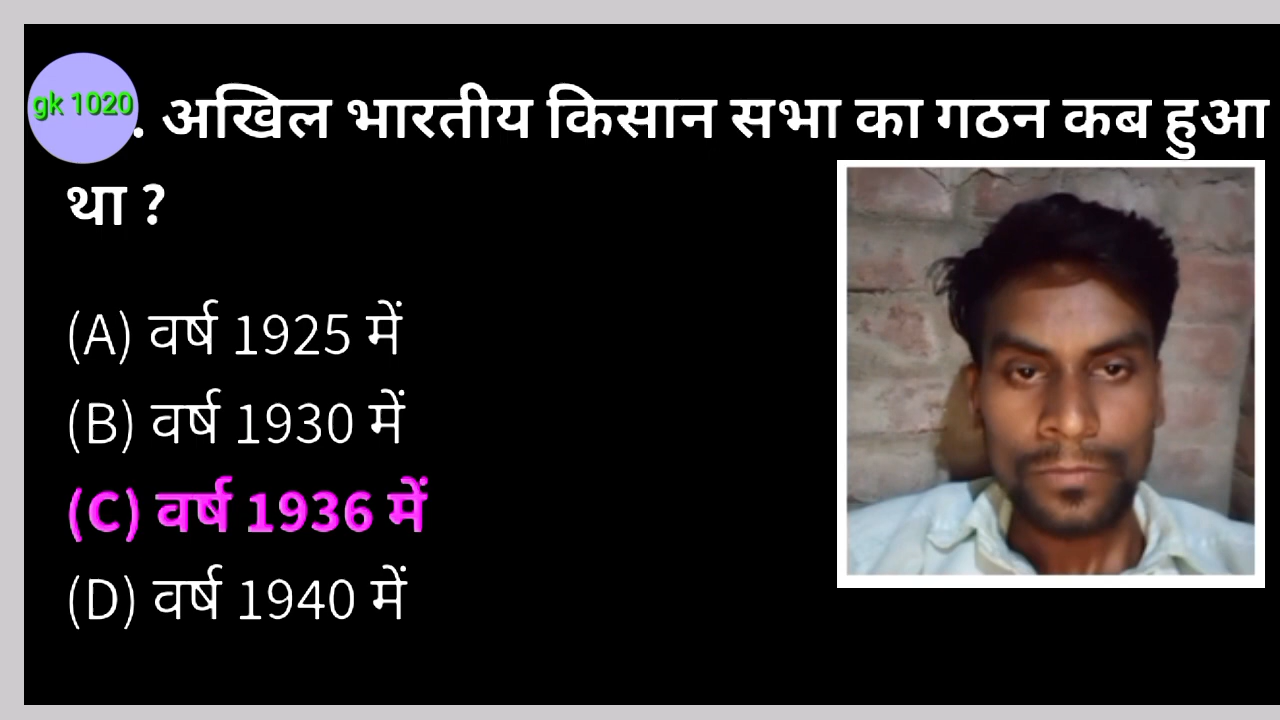 gk 1020
. अखिल भारतीय किसान सभा का गठन कब हुआ
था ?
(A) वर्ष 1925 में
(B) वर्ष 1930 में
(C) वर्ष 1936 में
(D) वर्ष 1940 में